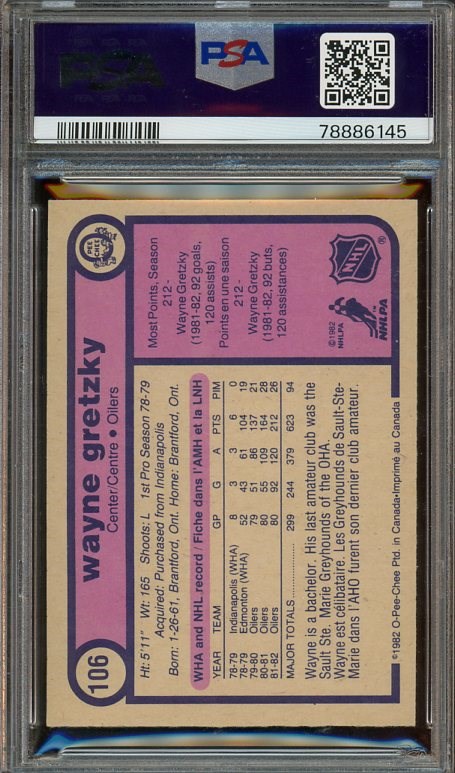 PSA
78886145
106
wayne gretzky
Center/Centre • Oilers
O PEE CHEE
Ht: 5'11" Wt: 165 Shoots: L 1st Pro Season 78-79
Acquired: Purchased from Indianapolis
Born: 1-26-61, Brantford, Ont. Home: Brantford, Ont.
WHA and NHL record / Fiche dans l'AMH et la LNH
YEAR TEAM GP G A PTS PIM
78-79 Indianapolis (WHA) 8 3 3 6 0
78-79 Edmonton (WHA) 52 43 61 104 19
79-80 Oilers 79 51 86 137 21
80-81 Oilers 80 55 109 164 28
81-82 Oilers 80 92 120 212 26
MAJOR TOTALS.......... 299 244 379 623 94
Wayne is a bachelor. His last amateur club was the
Sault Ste. Marie Greyhounds of the OHA.
Wayne est célibataire. Les Greyhounds de Sault-Ste-
Marie dans l'AHO furent son dernier club amateur.
Most Points, Season
212 -
Wayne Gretzky
(1981-82, 92 goals,
120 assists)
Points en une saison
212 -
Wayne Gretzky
(1981-82, 92 buts,
120 assistances)
©1982
NHLPA
NHLPA
TM
NHL
®
©1982 O-Pee-Chee Ptd. in Canada-Imprimé au Canada